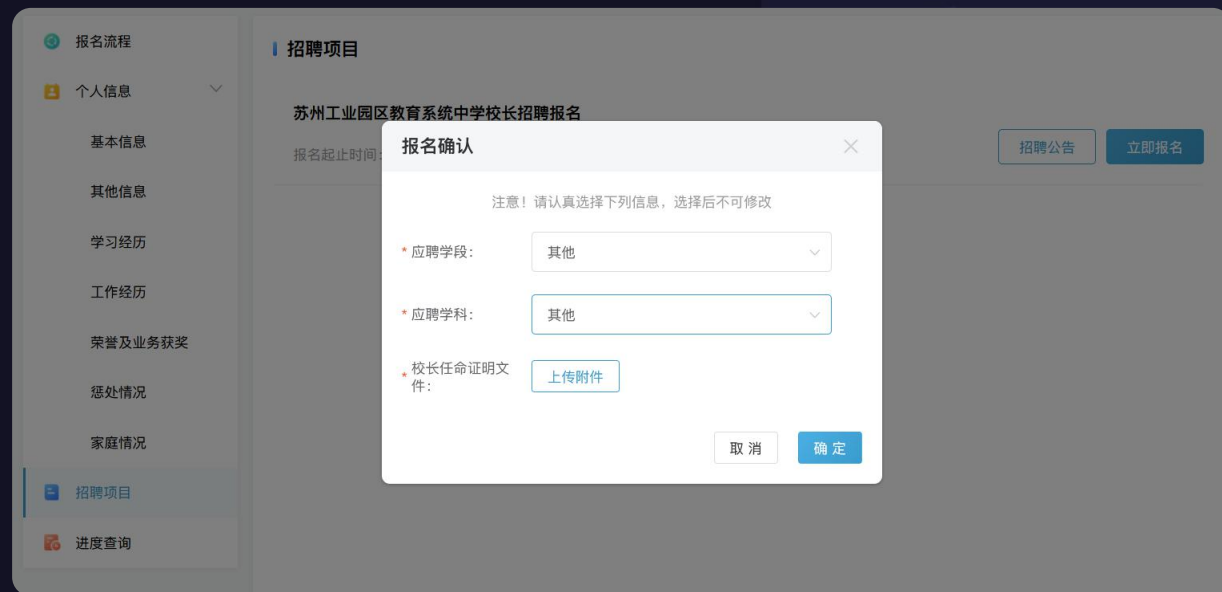 报名流程
个人信息
基本信息
其他信息
学习经历
工作经历
荣誉及业务获奖
惩处情况
家庭情况
招聘项目
进度查询
招聘项目
苏州工业园区教育系统中学校长招聘报名
报名起止时间:
招聘公告
立即报名
报名确认
注意！请认真选择下列信息，选择后不可修改
* 应聘学段： 其他
* 应聘学科： 其他
* 校长任命证明文
件： 上传附件
取 消 确 定